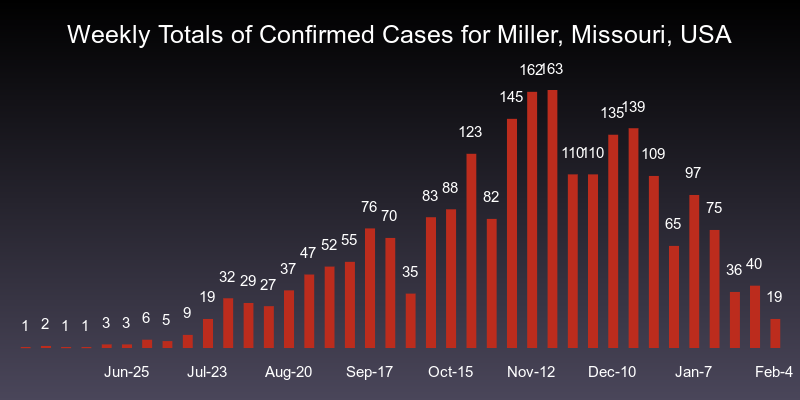 Weekly Totals of Confirmed Cases for Miller, Missouri, USA
1 2 1 1 3 3 6 5 9 19 32 29 27 37 47 52 55 76 70 35 83 88 123 82 145 162 163 110 110 135 139 109 65 97 75 36 40 19
Jun-25 Jul-23 Aug-20 Sep-17 Oct-15 Nov-12 Dec-10 Jan-7 Feb-4